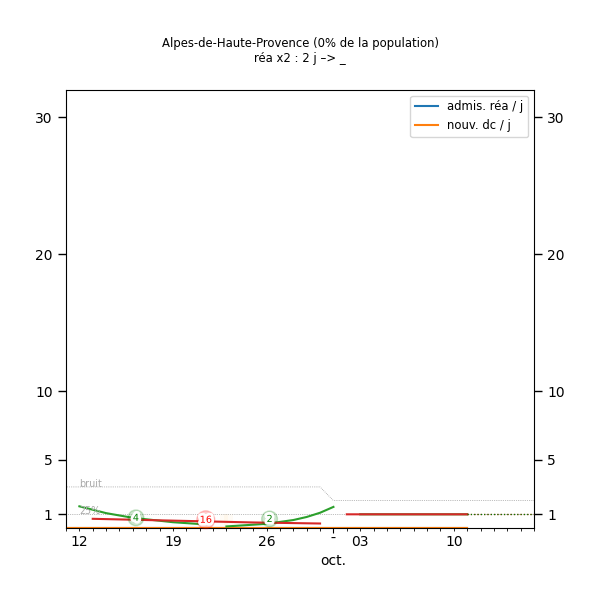 Alpes-de-Haute-Provence (0% de la population)
réa x2 : 2 j –> _
admis. réa / j
nouv. dc / j
30 30
20 20
10 10
5 5
bruit
25%
4 16 2
1 1
12 19 26 - 03 10
oct.